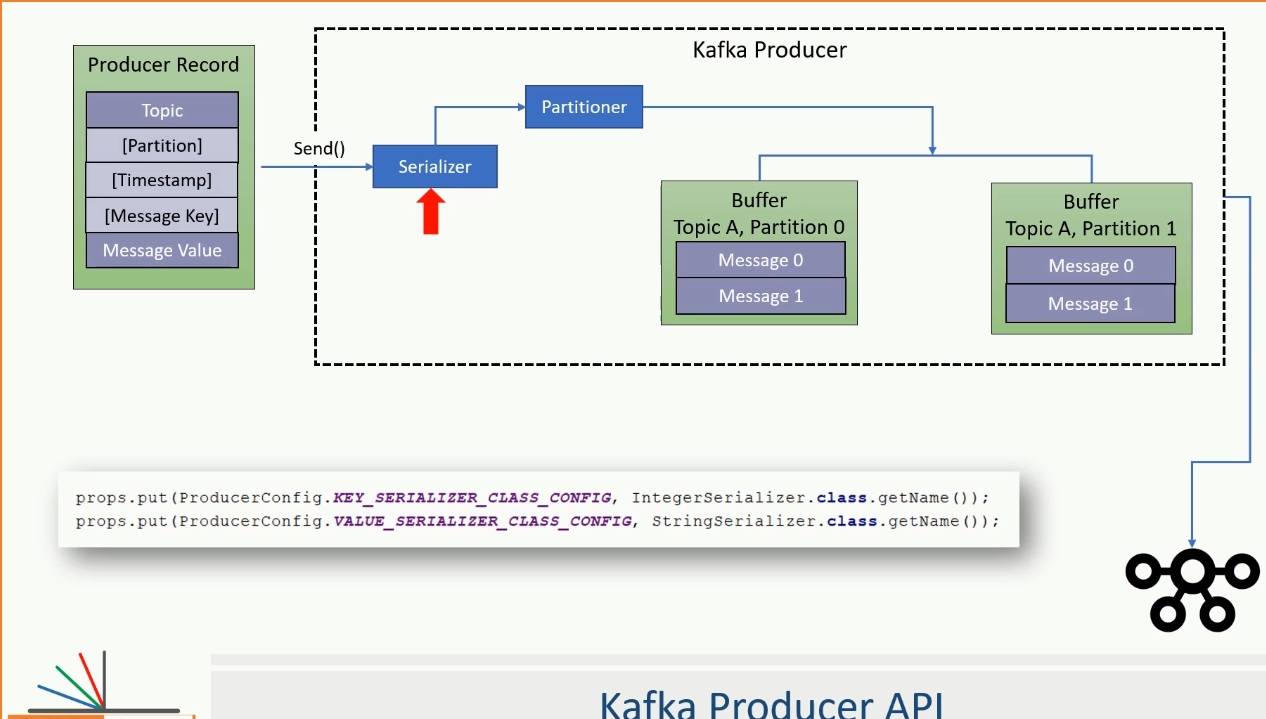 Kafka Producer
Producer Record
Topic
[Partition]
[Timestamp]
[Message Key]
Message Value
Send()
Serializer
Partitioner
Buffer
Topic A, Partition 0
Message 0
Message 1
Buffer
Topic A, Partition 1
Message 0
Message 1
props.put(ProducerConfig.KEY_SERIALIZER_CLASS_CONFIG, IntegerSerializer.class.getName());
props.put(ProducerConfig.VALUE_SERIALIZER_CLASS_CONFIG, StringSerializer.class.getName());
Kafka Producer API